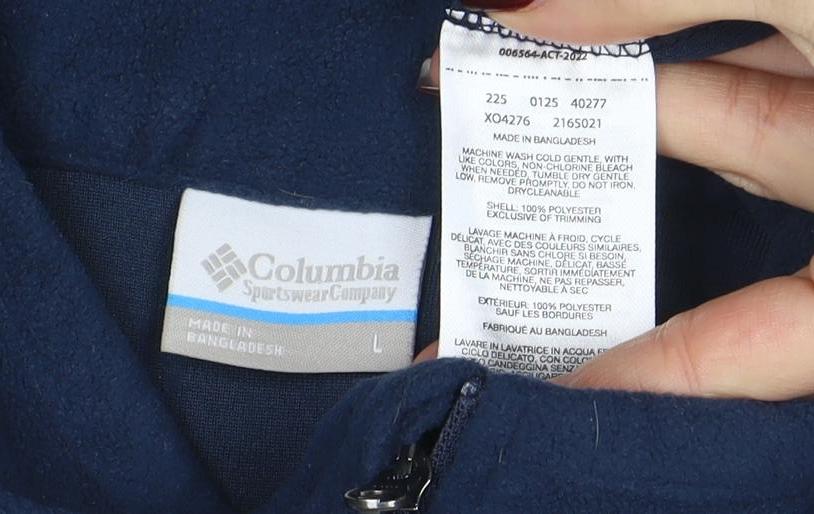 Columbia
Sportswear Company
MADE IN
BANGLADESH
L
006564-ACT-2022
225 0125 40277
XO4276 2165021
MADE IN BANGLADESH
MACHINE WASH COLD GENTLE, WITH
LIKE COLORS, NON-CHLORINE BLEACH
WHEN NEEDED, TUMBLE DRY GENTLE
LOW, REMOVE PROMPTLY, DO NOT IRON,
DRYCLEANABLE
SHELL: 100% POLYESTER
EXCLUSIVE OF TRIMMING
LAVAGE MACHINE À FROID, CYCLE
DÉLICAT, AVEC DES COULEURS SIMILAIRES,
BLANCHIR SANS CHLORE SI BESOIN,
SÉCHAGE MACHINE, DÉLICAT, BASSE
TEMPÉRATURE, SORTIR IMMÉDIATEMENT
DE LA MACHINE, NE PAS REPASSER,
NETTOYABLE À SEC
EXTÉRIEUR: 100% POLYESTER
SAUF LES BORDURES
FABRIQUÉ AU BANGLADESH
LAVARE IN LAVATRICE IN ACQUA
CICLO DELICATO, CON
CANDEGGINA